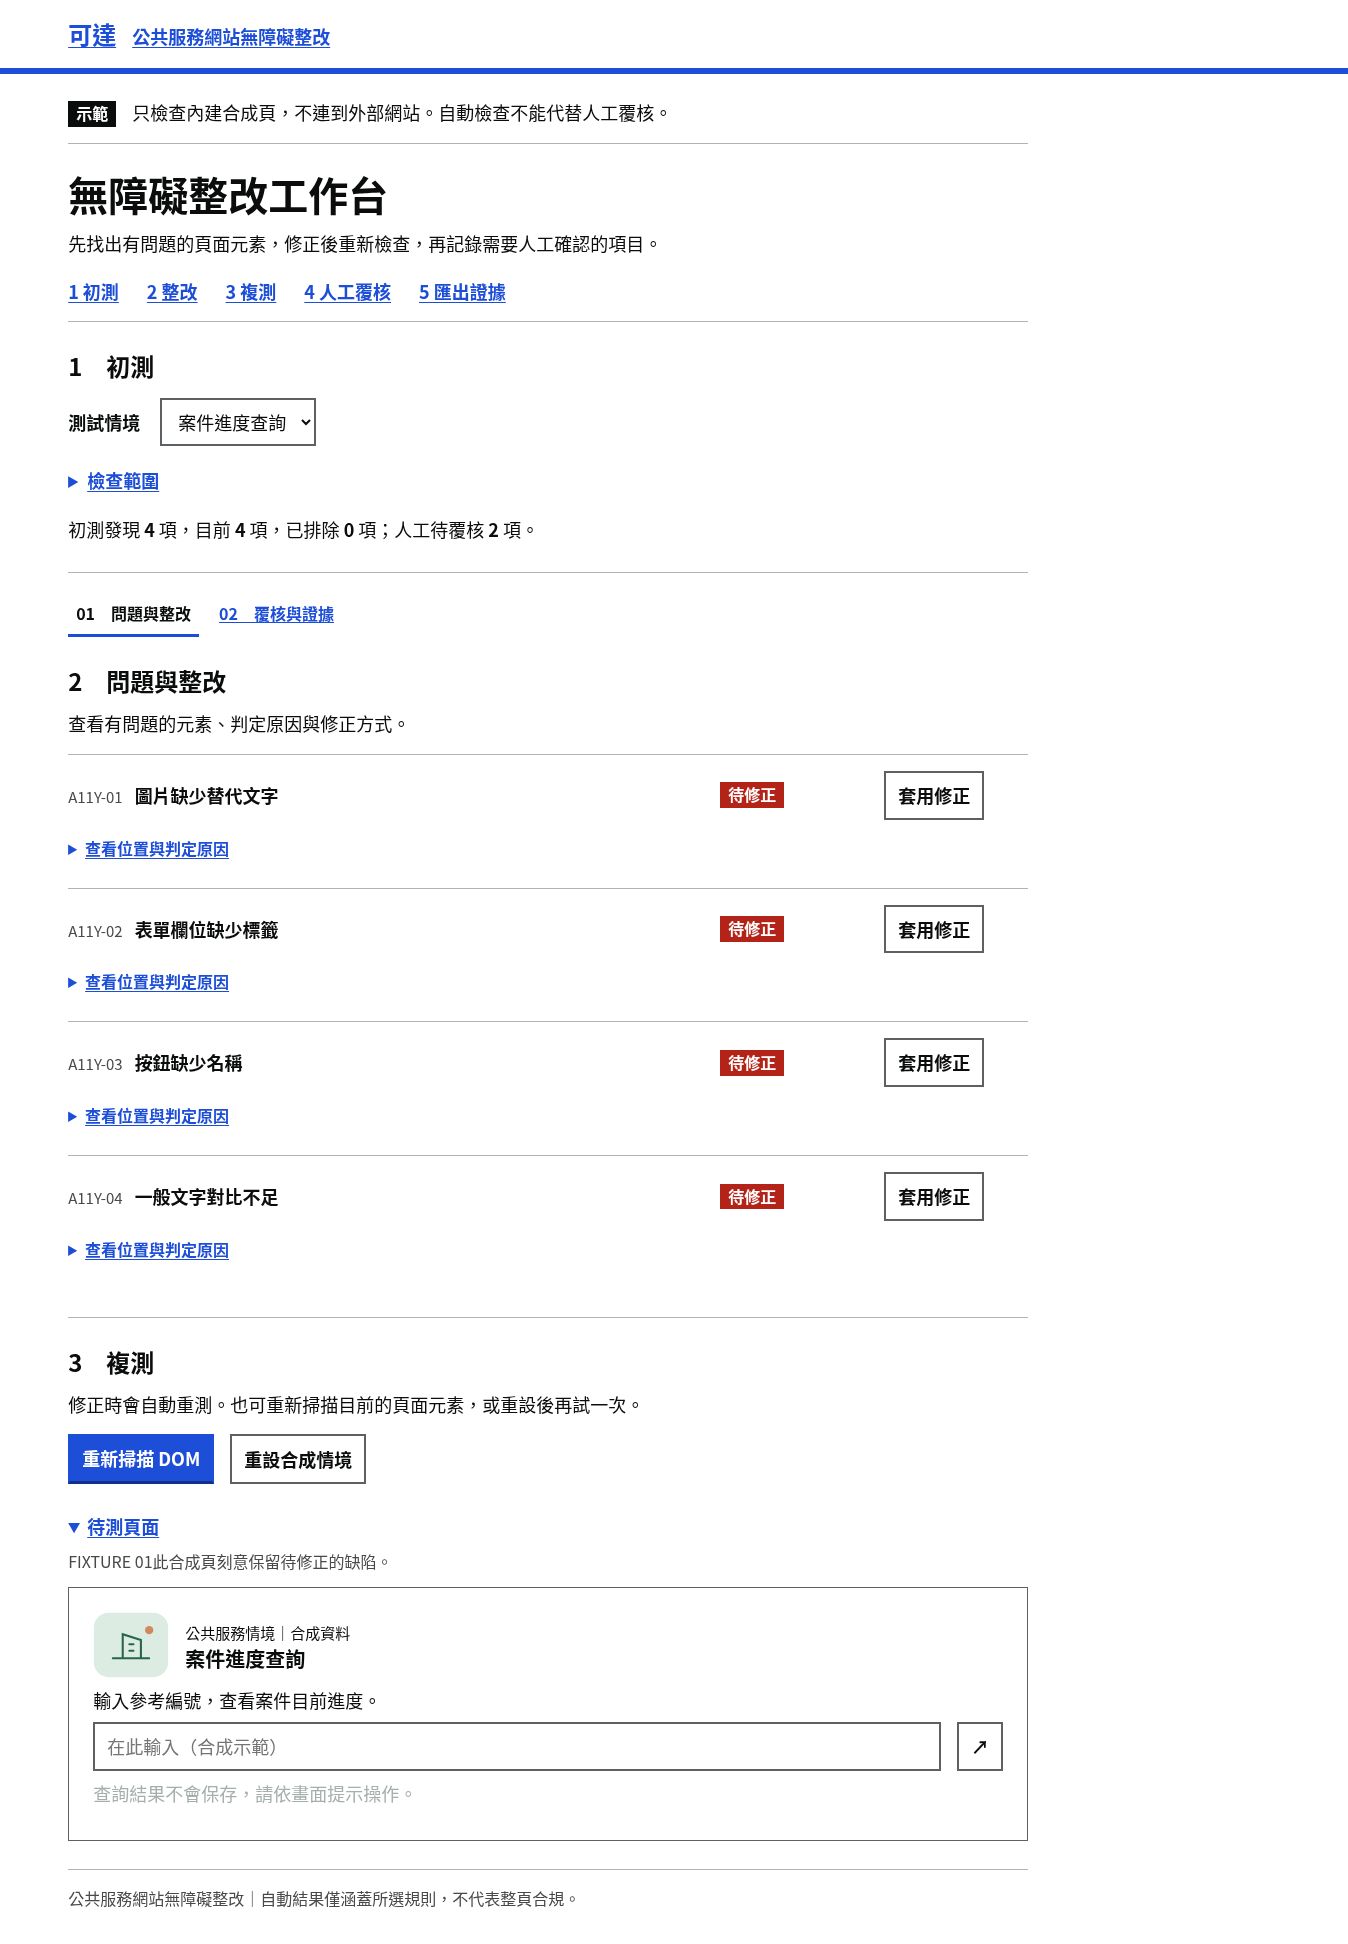 可達 公共服務網站無障礙整改
示範 只檢查內建合成頁，不連到外部網站。自動檢查不能代替人工覆核。
無障礙整改工作台
先找出有問題的頁面元素，修正後重新檢查，再記錄需要人工確認的項目。
1 初測 2 整改 3 複測 4 人工覆核 5 匯出證據
1 初測
測試情境 案件進度查詢
檢查範圍
初測發現 4 項，目前 4 項，已排除 0 項；人工待覆核 2 項。
01 問題與整改 02 覆核與證據
2 問題與整改
查看有問題的元素、判定原因與修正方式。
A11Y-01 圖片缺少替代文字 待修正 套用修正
查看位置與判定原因
A11Y-02 表單欄位缺少標籤 待修正 套用修正
查看位置與判定原因
A11Y-03 按鈕缺少名稱 待修正 套用修正
查看位置與判定原因
A11Y-04 一般文字對比不足 待修正 套用修正
查看位置與判定原因
3 複測
修正時會自動重測。也可重新掃描目前的頁面元素，或重設後再試一次。
重新掃描 DOM 重設合成情境
待測頁面
FIXTURE 01此合成頁刻意保留待修正的缺陷。
公共服務情境｜合成資料
案件進度查詢
輸入參考編號，查看案件目前進度。
在此輸入（合成示範） ↗
查詢結果不會保存，請依畫面提示操作。
公共服務網站無障礙整改｜自動結果僅涵蓋所選規則，不代表整頁合規。